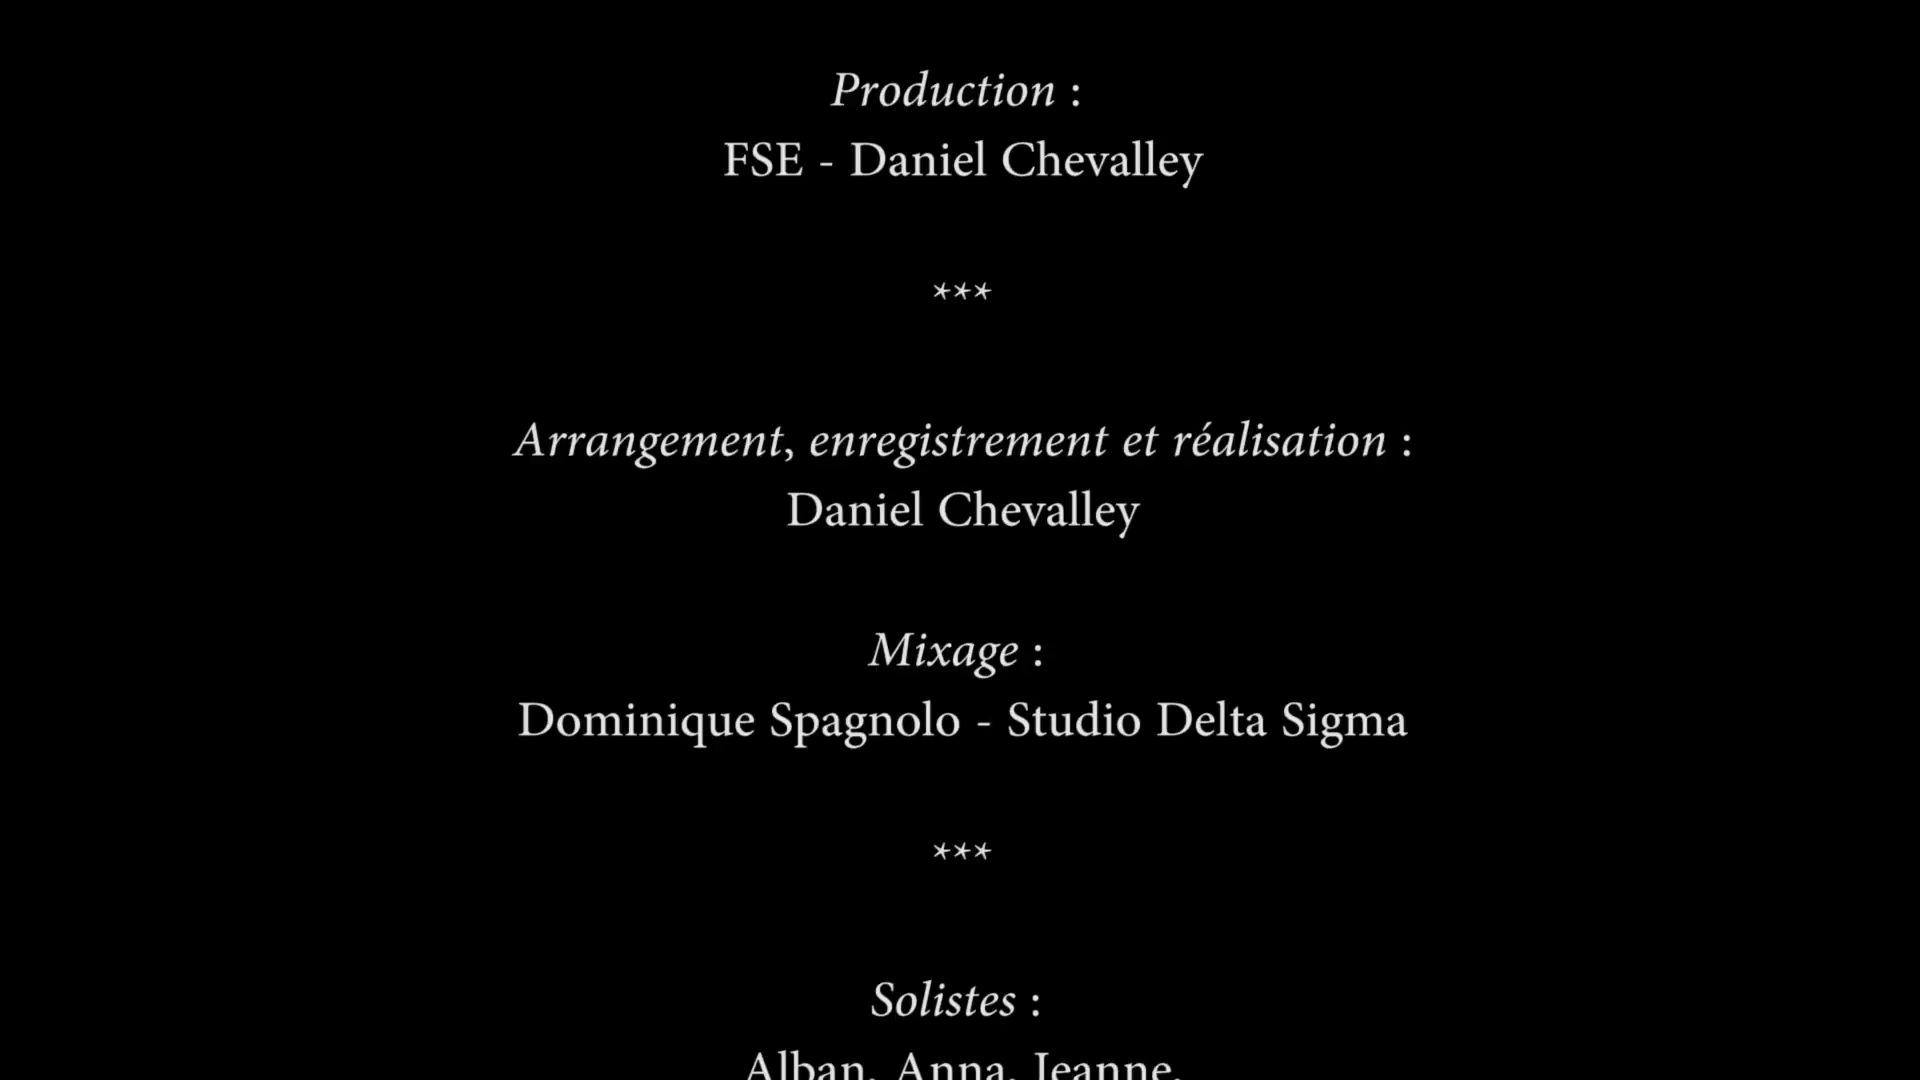 Production :
FSE - Daniel Chevalley
***
Arrangement, enregistrement et réalisation :
Daniel Chevalley
Mixage :
Dominique Spagnolo - Studio Delta Sigma
***
Solistes :
Alban, Anna, Jeanne,